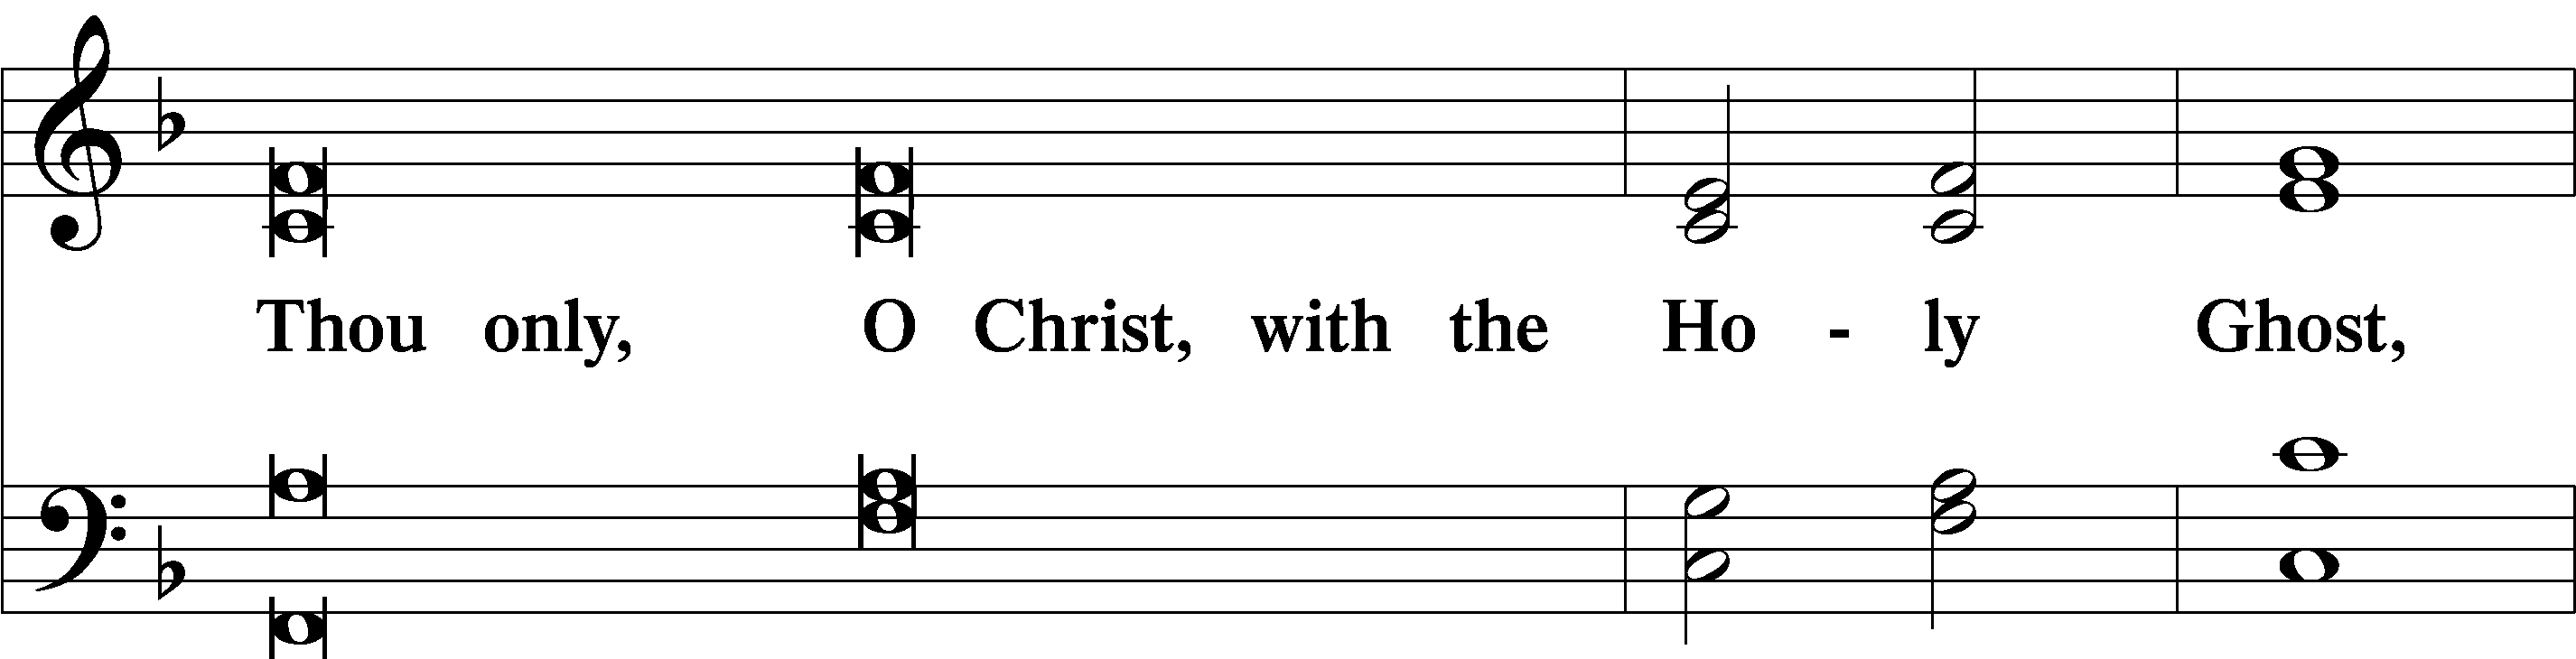 Thou only, O Christ, with the Ho - ly Ghost,